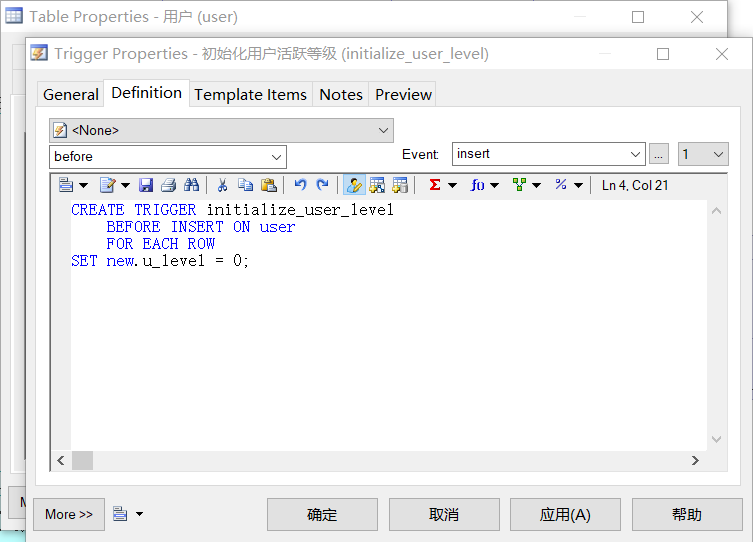 Table Properties - 用户 (user)
Trigger Properties - 初始化用户活跃等级 (initialize_user_level)
General Definition Template Items Notes Preview
<None>
before Event: insert ... 1
Σ fo % Ln 4, Col 21
CREATE TRIGGER initialize_user_level
BEFORE INSERT ON user
FOR EACH ROW
SET new.u_level = 0;
M
More >> 确定 取消 应用(A) 帮助